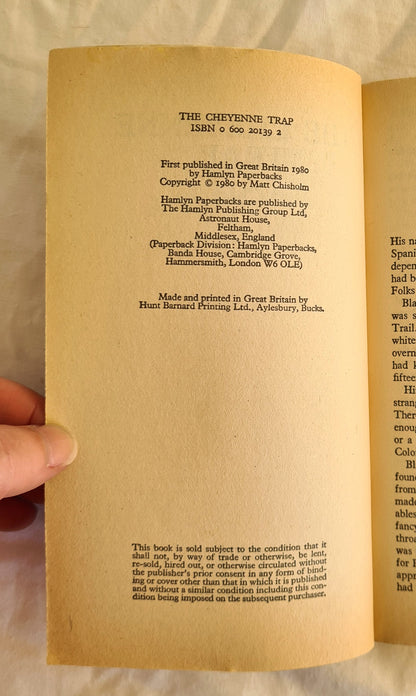 THE CHEYENNE TRAP
ISBN 0 600 20139 2
First published in Great Britain 1980
by Hamlyn Paperbacks
Copyright © 1980 by Matt Chisholm
Hamlyn Paperbacks are published by
The Hamlyn Publishing Group Ltd,
Astronaut House,
Feltham,
Middlesex, England
(Paperback Division: Hamlyn Paperbacks,
Banda House, Cambridge Grove,
Hammersmith, London W6 OLE)
Made and printed in Great Britain by
Hunt Barnard Printing Ltd., Aylesbury, Bucks.
This book is sold subject to the condition that it
shall not, by way of trade or otherwise, be lent,
re-sold, hired out, or otherwise circulated without
the publisher's prior consent in any form of bind-
ing or cover other than that in which it is published
and without a similar condition including this con-
dition being imposed on the subsequent purchaser.
His
Spani
depen
had b
Folks
Bla
was s
Trail.
white
overn
had k
fifteen
Hi
strang
Ther
enoug
or a
Colo
Bl
foun
from
made
ables
fancy
throa
was
for
appr
had